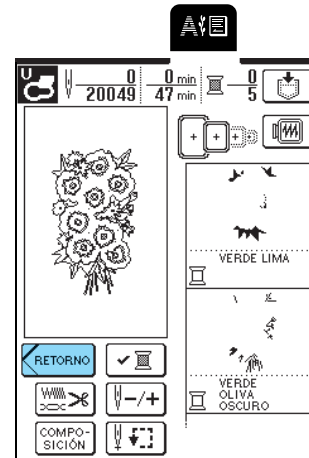 A
U
0 0 min 0
20049 47 min 5
VERDE LIMA
RETORNO
VERDE
OLIVA
OSCURO
-/+
COMPO-
SICIÓN